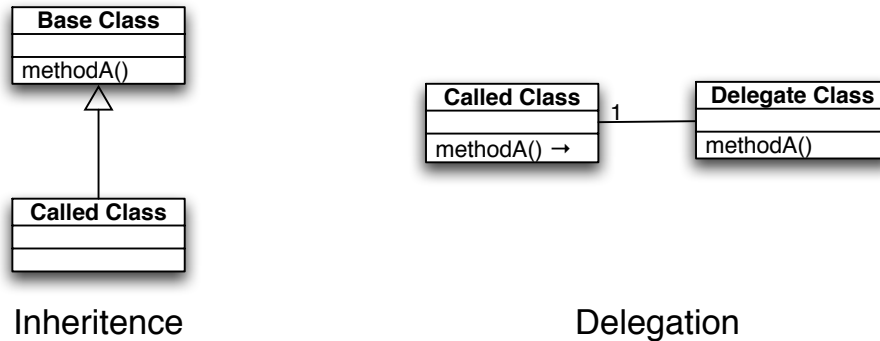 Base Class
methodA()
Called Class
Inheritence
Called Class
methodA() →
1
Delegate Class
methodA()
Delegation